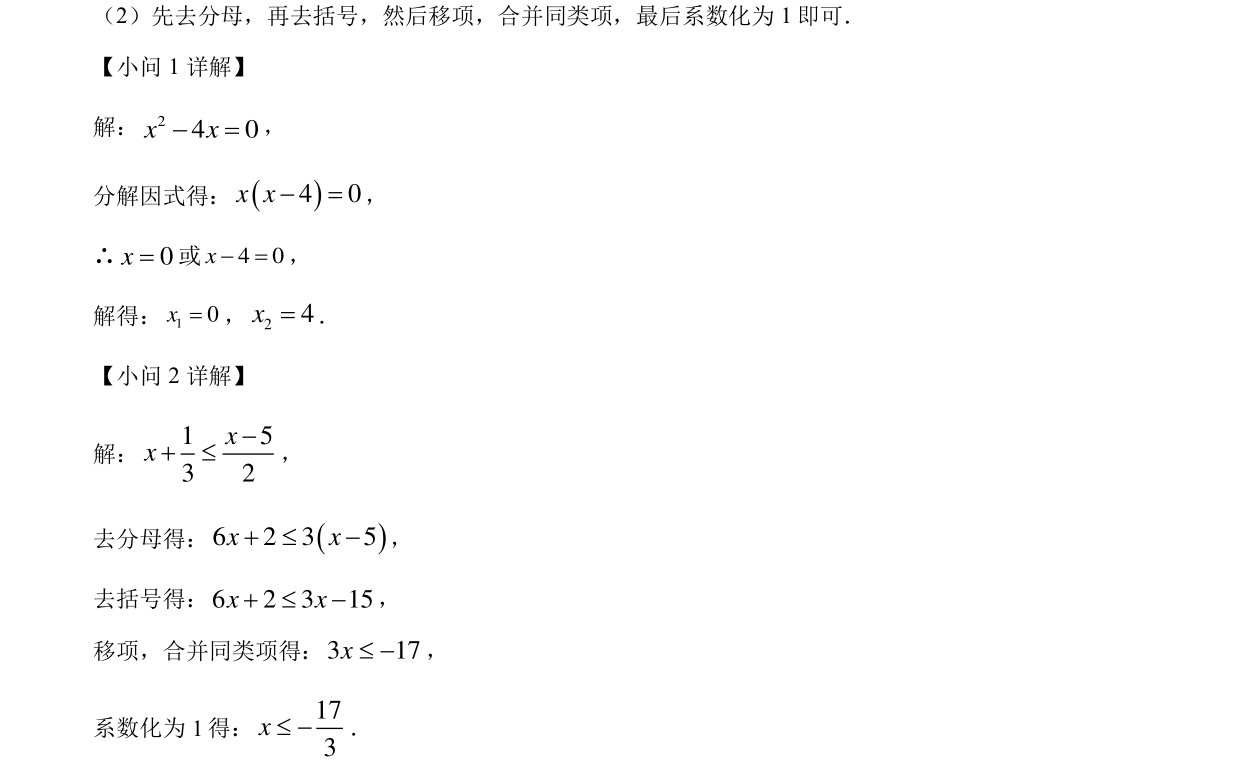 （2）先去分母，再去括号，然后移项，合并同类项，最后系数化为 1 即可．
【小问 1 详解】
解：x² − 4x = 0，
分解因式得：x(x − 4) = 0，
∴ x = 0 或 x − 4 = 0，
解得：x₁ = 0，x₂ = 4．
【小问 2 详解】
解：x + 1/3 ≤ (x − 5)/2，
去分母得：6x + 2 ≤ 3(x − 5)，
去括号得：6x + 2 ≤ 3x − 15，
移项，合并同类项得：3x ≤ −17，
系数化为 1 得：x ≤ −17/3．